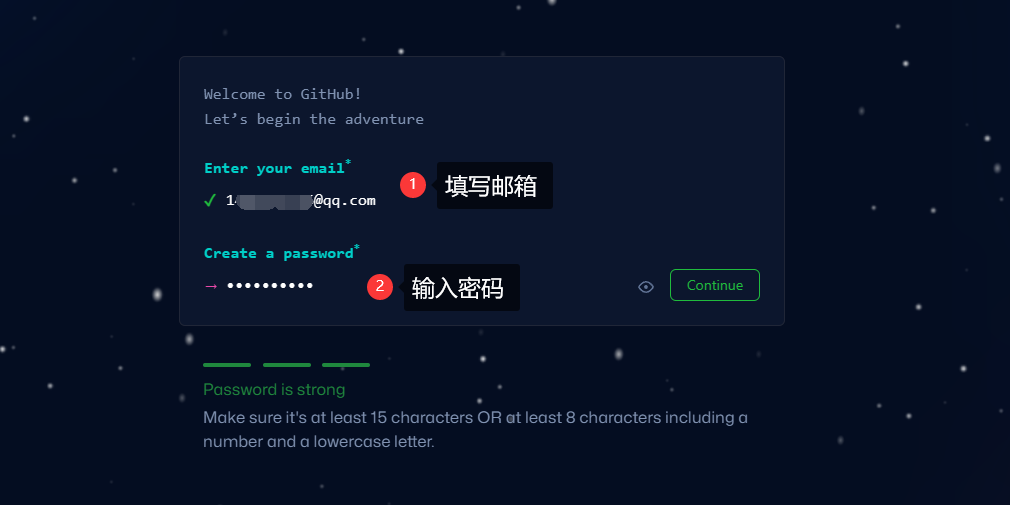 Welcome to GitHub!
Let’s begin the adventure
Enter your email*
1 填写邮箱
✓ @qq.com
Create a password*
→ ●●●●●●●●●● 2 输入密码 Continue
Password is strong
Make sure it's at least 15 characters OR at least 8 characters including a
number and a lowercase letter.